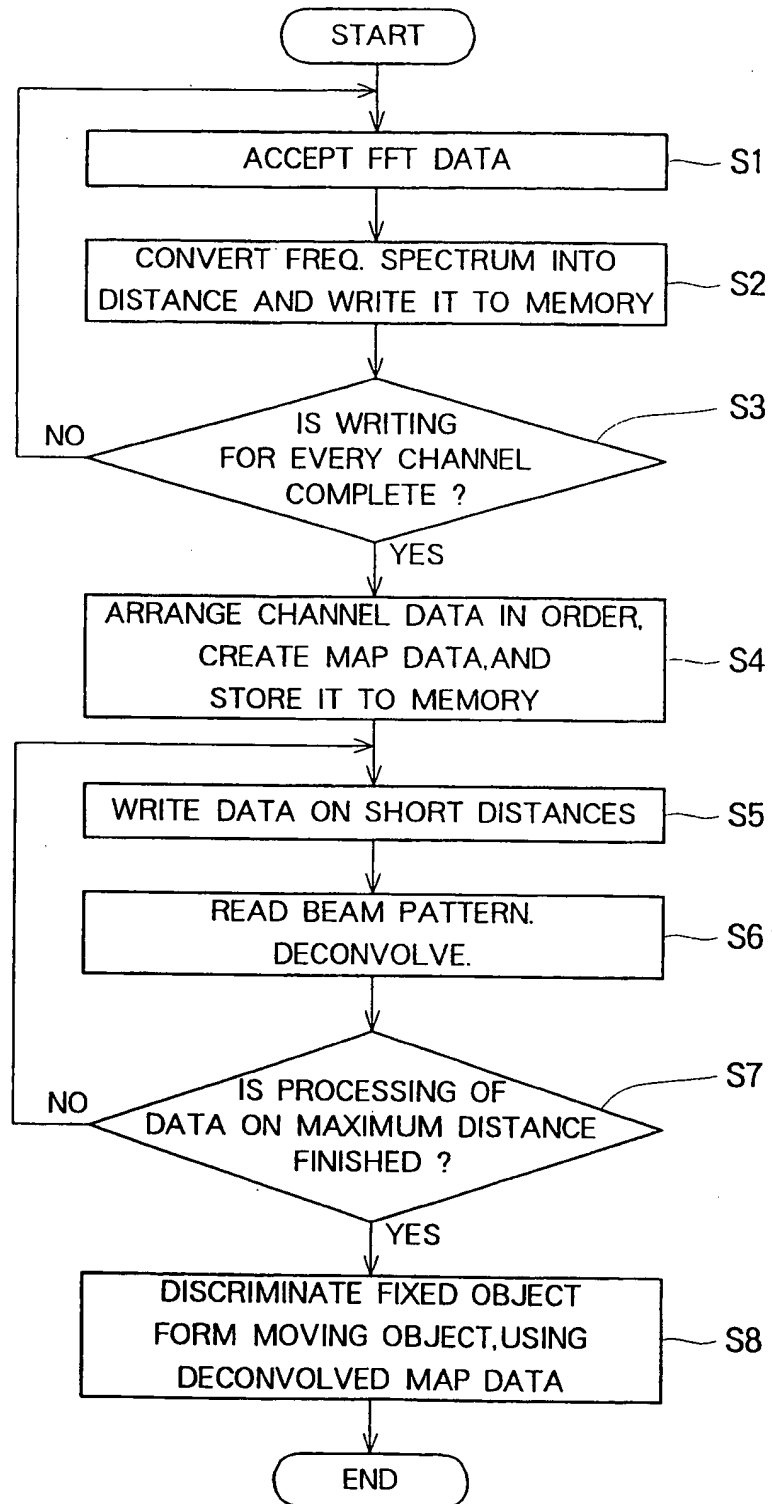 START
ACCEPT FFT DATA
S1
CONVERT FREQ. SPECTRUM INTO
DISTANCE AND WRITE IT TO MEMORY
S2
IS WRITING
FOR EVERY CHANNEL
COMPLETE ?
S3
NO
YES
ARRANGE CHANNEL DATA IN ORDER,
CREATE MAP DATA,AND
STORE IT TO MEMORY
S4
WRITE DATA ON SHORT DISTANCES
S5
READ BEAM PATTERN.
DECONVOLVE.
S6
IS PROCESSING OF
DATA ON MAXIMUM DISTANCE
FINISHED ?
S7
NO
YES
DISCRIMINATE FIXED OBJECT
FORM MOVING OBJECT,USING
DECONVOLVED MAP DATA
S8
END